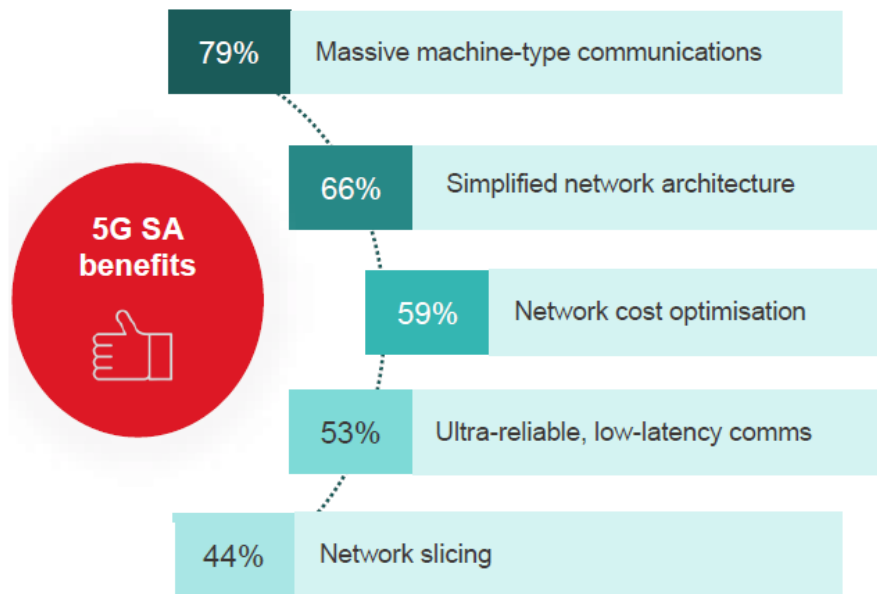 79%
Massive machine-type communications
66%
Simplified network architecture
5G SA
benefits
59%
Network cost optimisation
53%
Ultra-reliable, low-latency comms
44%
Network slicing